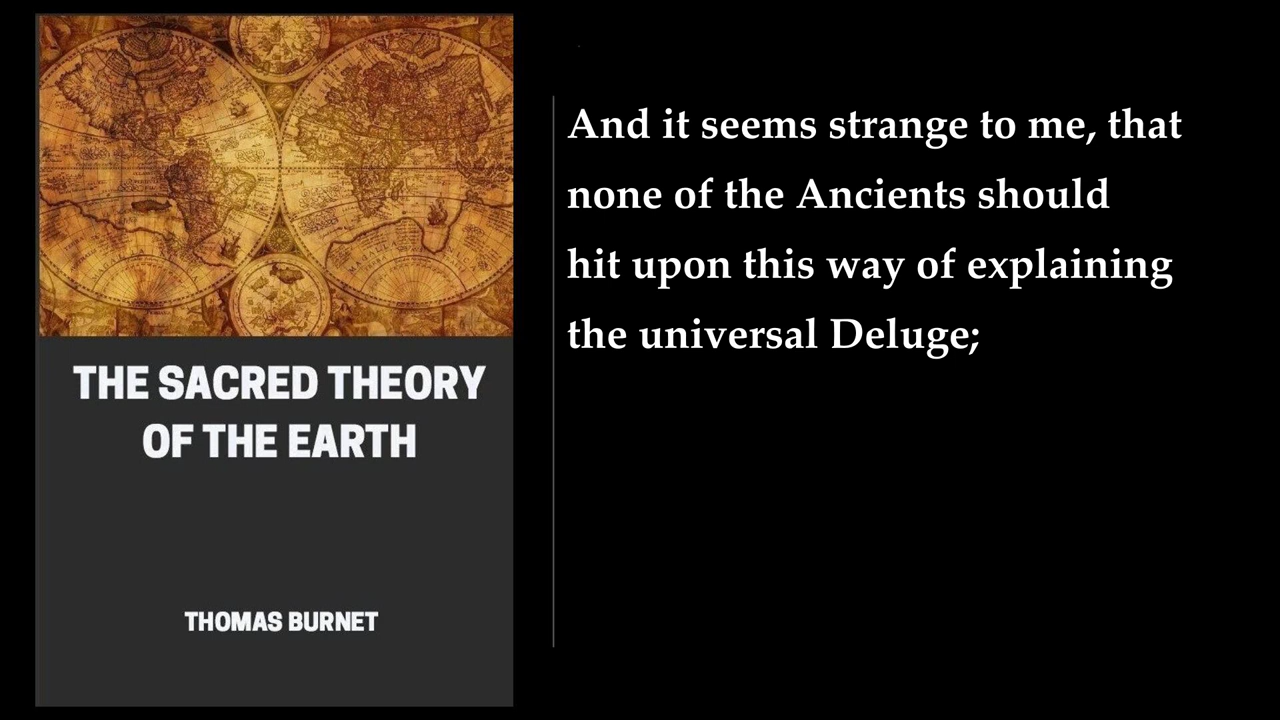 THE SACRED THEORY
OF THE EARTH
THOMAS BURNET
And it seems strange to me, that
none of the Ancients should
hit upon this way of explaining
the universal Deluge;